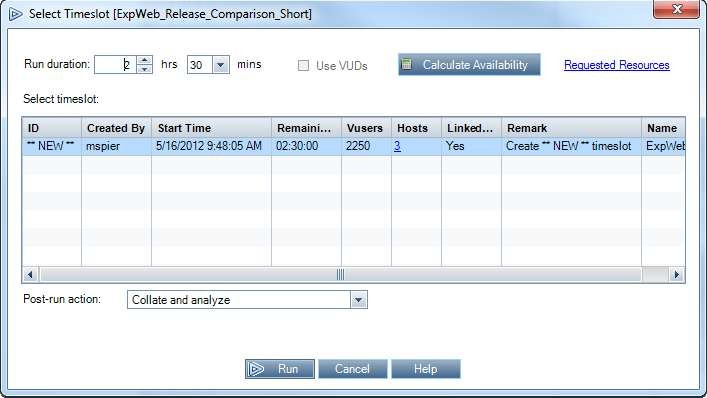 Select Timeslot [ExpWeb_Release_Comparison_Short]
Run duration: 2 hrs 30 mins Use VUDs Calculate Availability Requested Resources
Select timeslot:
ID Created By Start Time Remaini... Vusers Hosts Linked... Remark Name
** NEW ** mspier 5/16/2012 9:48:05 AM 02:30:00 2250 3 Yes Create ** NEW ** timeslot ExpWeb
Post-run action: Collate and analyze
Run Cancel Help